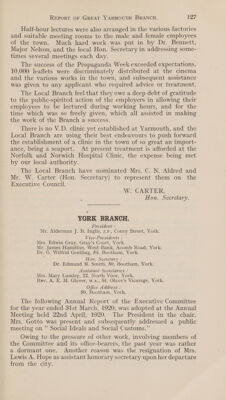 REPORT OF GREAT YARMOUTH BRANCH. 127
Half-hour lectures were also arranged in the various factories
and suitable meeting rooms to the male and female employees
of the town. Much hard work was put in by Dr. Bennett,
Major Nelson, and the local Hon. Secretary in addressing some-
times several meetings each day.
The success of the Propaganda Week exceeded expectations,
10,000 leaflets were discriminately distributed at the cinema
and the various works in the town, and subsequent assistance
was given to any applicant who required advice or treatment.
The Local Branch feel that they owe a deep debt of gratitude
to the public-spirited action of the employers in allowing their
employees to be lectured during working hours, and for the
time which was so freely given, which all assisted in making
the work of the Branch a success.
There is no V.D. clinic yet established at Yarmouth, and the
Local Branch are using their best endeavours to push forward
the establishment of a clinic in the town of so great an import-
ance, being a seaport. At present treatment is afforded at the
Norfolk and Norwich Hospital Clinic, the expense being met
by our local authority.
The Local Branch have nominated Mrs. C. N. Aldred and
Mr. W. Carter (Hon. Secretary) to represent them on the
Executive Council.
W. CARTER,
Hon. Secretary.
YORK BRANCH.
President:
Mr. Alderman J. B. Inglis, J.P., Coney Street, York.
Vice-Presidents:
Mrs. Edwin Gray, Gray's Court, York.
Mr. James Hamilton, West Bank, Acomb Road, York.
Dr. G. Wilfrid Goulding, 84, Bootham, York.
Hon. Secretary:
Dr. Edmund M. Smith, 80, Bootham, York.
Assistant Secretaries:
Mrs. Mary Lumley, 22, North View, York.
Rev. A. E. M. Glover, M.A., St. Olave's Vicarage, York.
Office Address:
80, Bootham, York.
The following Annual Report of the Executive Committee
for the year ended 31st March, 1920, was adopted at the Annual
Meeting held 22nd April, 1920. The President in the chair.
Mrs. Gotto was present and subsequently addressed a public
meeting on " Social Ideals and Social Customs."
Owing to the pressure of other work, involving members of
the Committee and its office-bearers, the past year was rather
a dormant one. Another reason was the resignation of Mrs.
Lewis A. Hope as assistant honorary secretary upon her departure
from the city.